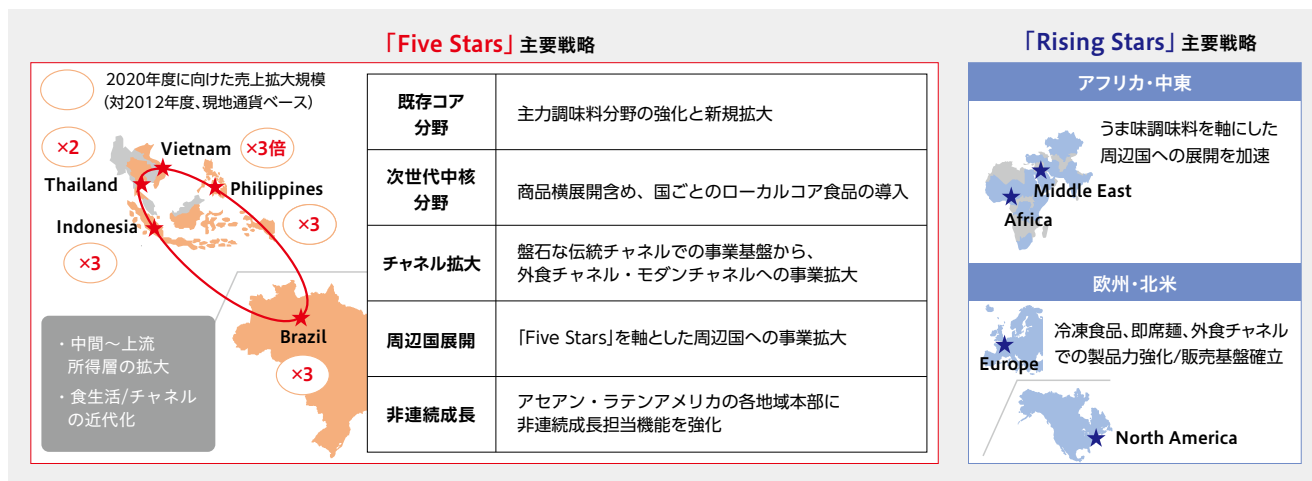 「Five Stars」主要戦略
2020年度に向けた売上拡大規模
（対2012年度、現地通貨ベース）
×2
Vietnam
×3倍
Thailand
Philippines
Indonesia
×3
×3
Brazil
×3
・中間～上流
所得層の拡大
・食生活/チャネル
の近代化
既存コア
分野
主力調味料分野の強化と新規拡大
次世代中核
分野
商品横展開含め、国ごとのローカルコア食品の導入
チャネル拡大
盤石な伝統チャネルでの事業基盤から、
外食チャネル・モダンチャネルへの事業拡大
周辺国展開
「Five Stars」を軸とした周辺国への事業拡大
非連続成長
アセアン・ラテンアメリカの各地域本部に
非連続成長担当機能を強化
「Rising Stars」主要戦略
アフリカ・中東
うま味調味料を軸にした
周辺国への展開を加速
Middle East
Africa
欧州・北米
冷凍食品、即席麺、外食チャネル
での製品力強化/販売基盤確立
Europe
North America